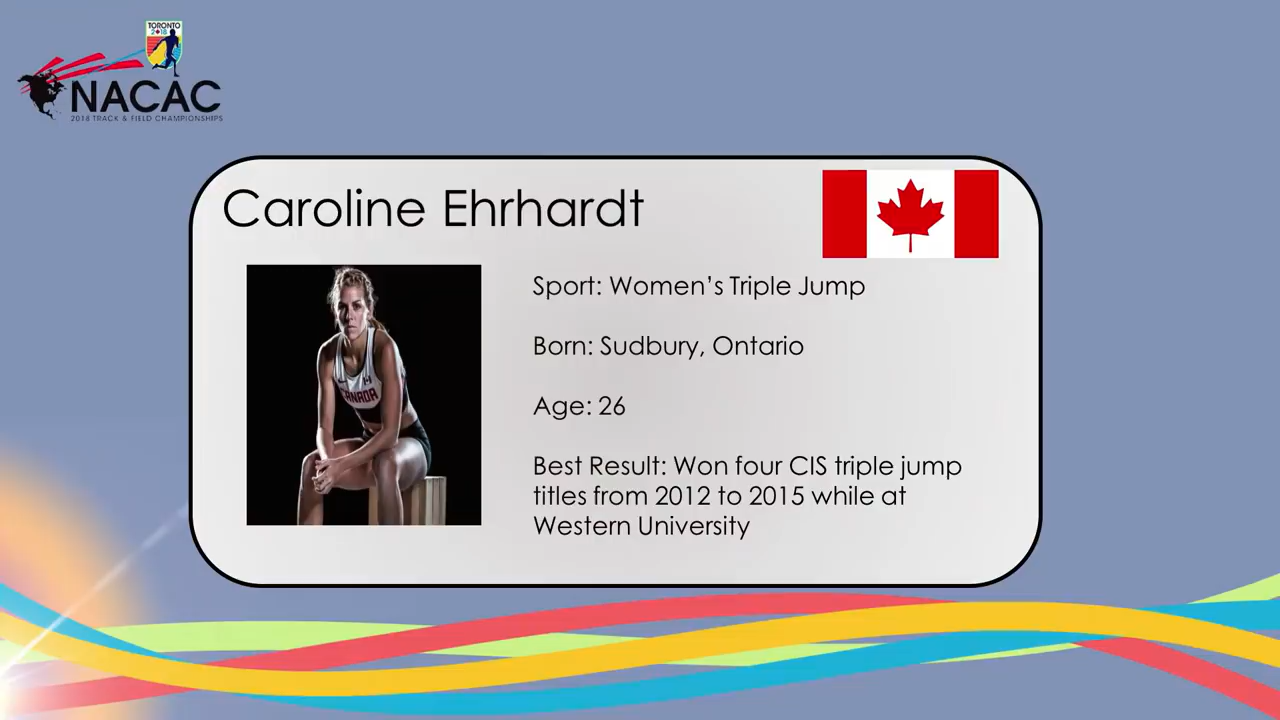 TORONTO
2018
NACAC
2018 TRACK & FIELD CHAMPIONSHIPS
Caroline Ehrhardt
CANADA
Sport: Women’s Triple Jump
Born: Sudbury, Ontario
Age: 26
Best Result: Won four CIS triple jump
titles from 2012 to 2015 while at
Western University